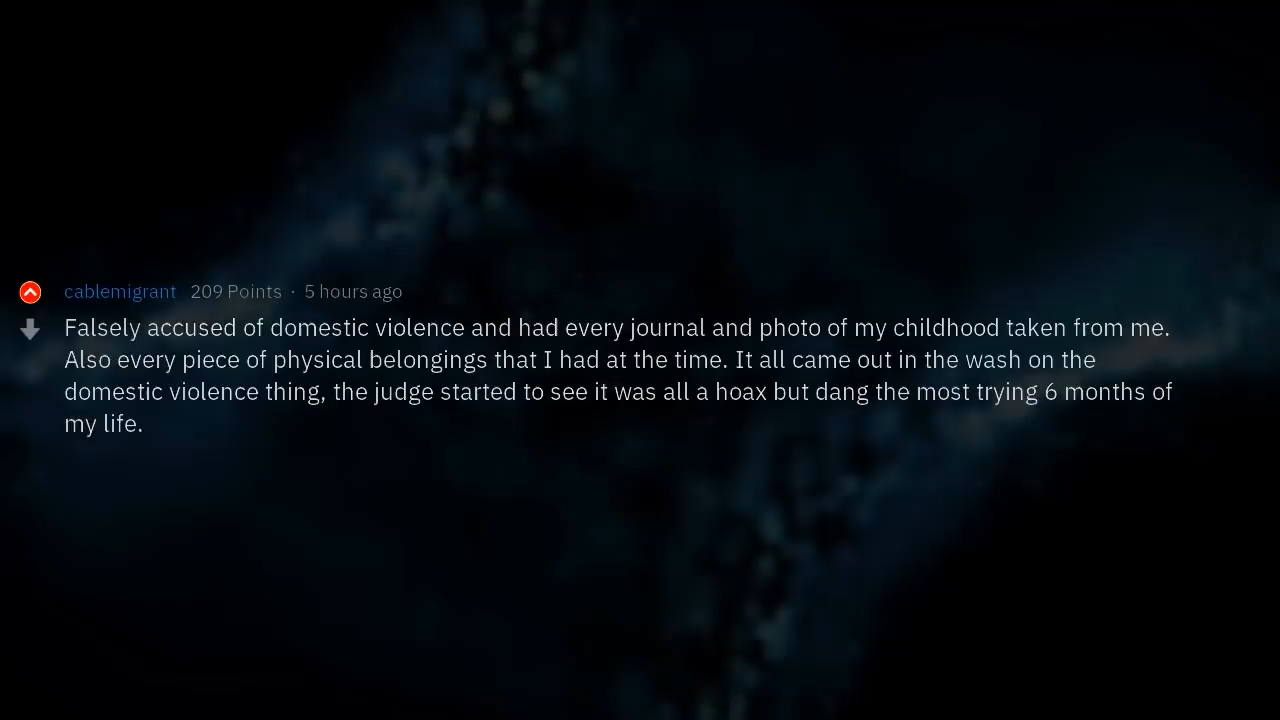 cablemigrant 209 Points · 5 hours ago
Falsely accused of domestic violence and had every journal and photo of my childhood taken from me.
Also every piece of physical belongings that I had at the time. It all came out in the wash on the
domestic violence thing, the judge started to see it was all a hoax but dang the most trying 6 months of
my life.